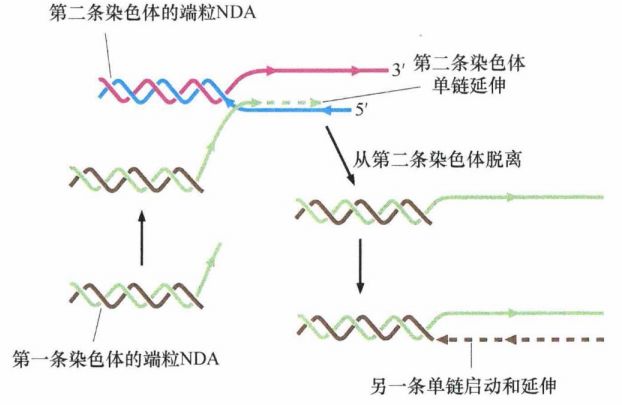 第二条染色体的端粒NDA
3′
第二条染色体
单链延伸
5′
从第二条染色体脱离
第一条染色体的端粒NDA
另一条单链启动和延伸